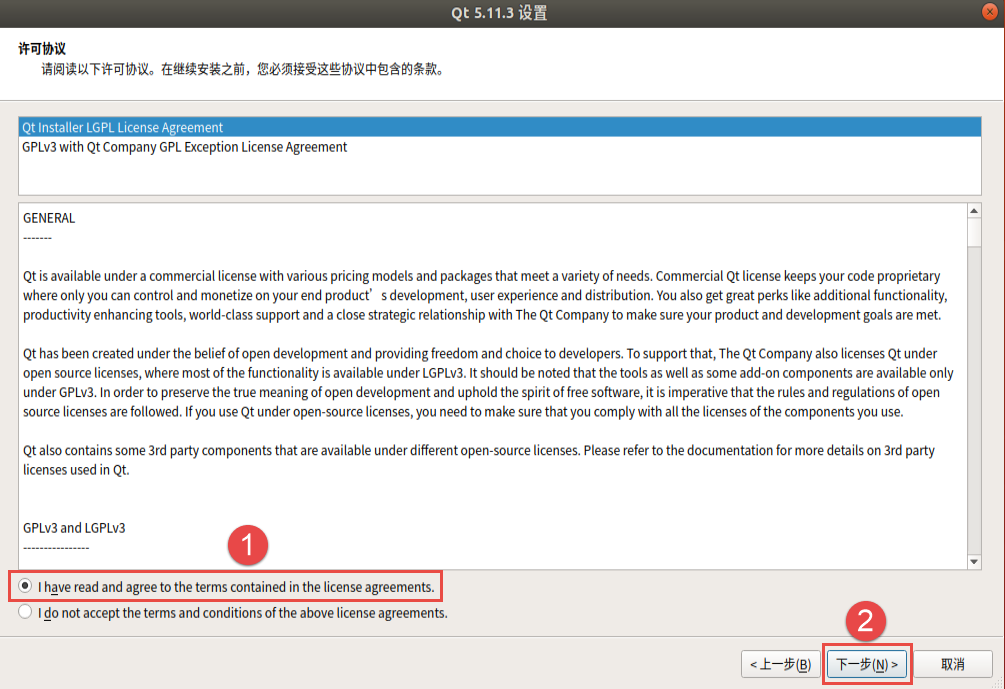 Qt 5.11.3 设置
许可协议
请阅读以下许可协议。在继续安装之前，您必须接受这些协议中包含的条款。
Qt Installer LGPL License Agreement
GPLv3 with Qt Company GPL Exception License Agreement
GENERAL
-------
Qt is available under a commercial license with various pricing models and packages that meet a variety of needs. Commercial Qt license keeps your code proprietary
where only you can control and monetize on your end product’s development, user experience and distribution. You also get great perks like additional functionality,
productivity enhancing tools, world-class support and a close strategic relationship with The Qt Company to make sure your product and development goals are met.
Qt has been created under the belief of open development and providing freedom and choice to developers. To support that, The Qt Company also licenses Qt under
open source licenses, where most of the functionality is available under LGPLv3. It should be noted that the tools as well as some add-on components are available only
under GPLv3. In order to preserve the true meaning of open development and uphold the spirit of free software, it is imperative that the rules and regulations of open
source licenses are followed. If you use Qt under open-source licenses, you need to make sure that you comply with all the licenses of the components you use.
Qt also contains some 3rd party components that are available under different open-source licenses. Please refer to the documentation for more details on 3rd party
licenses used in Qt.
GPLv3 and LGPLv3
----------------
1
I have read and agree to the terms contained in the license agreements.
I do not accept the terms and conditions of the above license agreements.
2
< 上一步(B)
下一步(N) >
取消